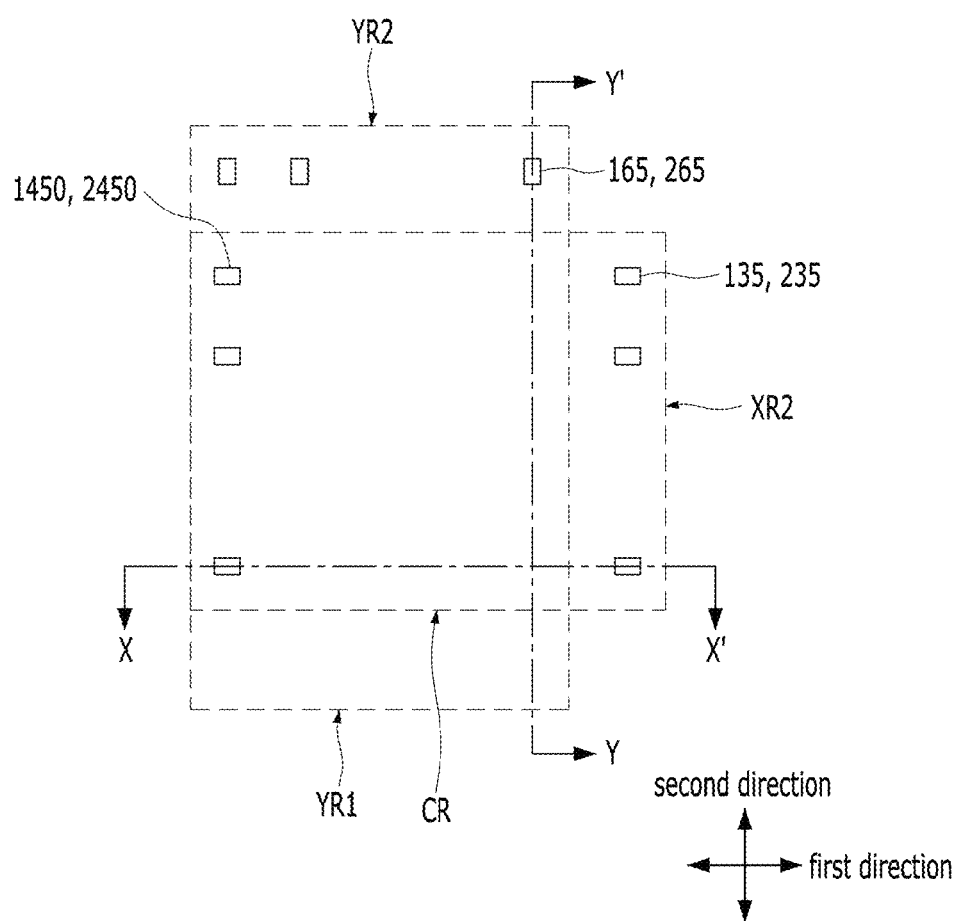 YR2
Y'
165, 265
1450, 2450
135, 235
XR2
X
X'
Y
YR1
CR
second direction
first direction